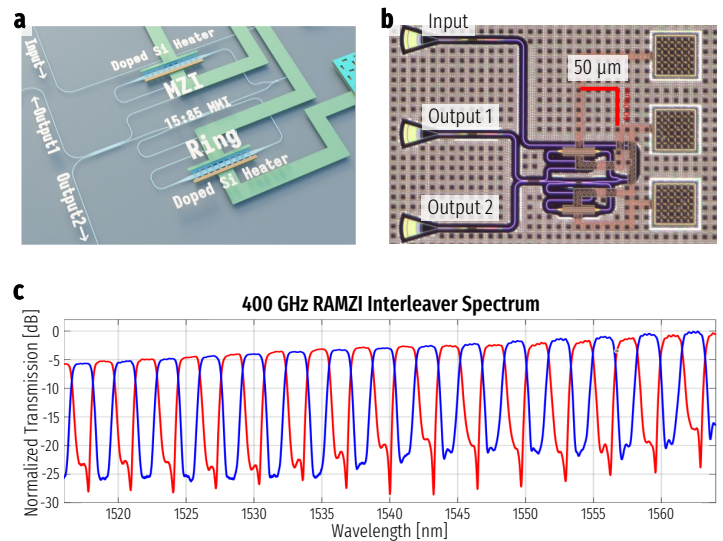 a
Input→
Doped Si Heater
MZI
←Output1
15:85 MMI
Ring
Output2→
Doped Si Heater
b
Input
50 µm
Output 1
Output 2
c
400 GHz RAMZI Interleaver Spectrum
Normalized Transmission [dB]
0
-5
-10
-15
-20
-25
-30
1520
1525
1530
1535
1540
1545
1550
1555
1560
Wavelength [nm]